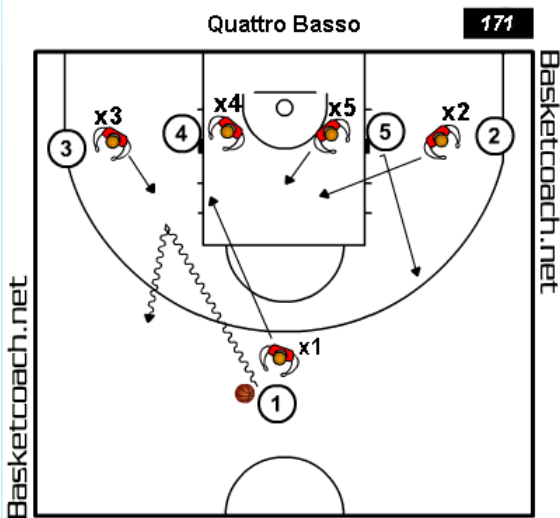 Quattro Basso
171
x3
x4
x5
x2
3
4
5
2
x1
1
Basketcoach.net
Basketcoach.net